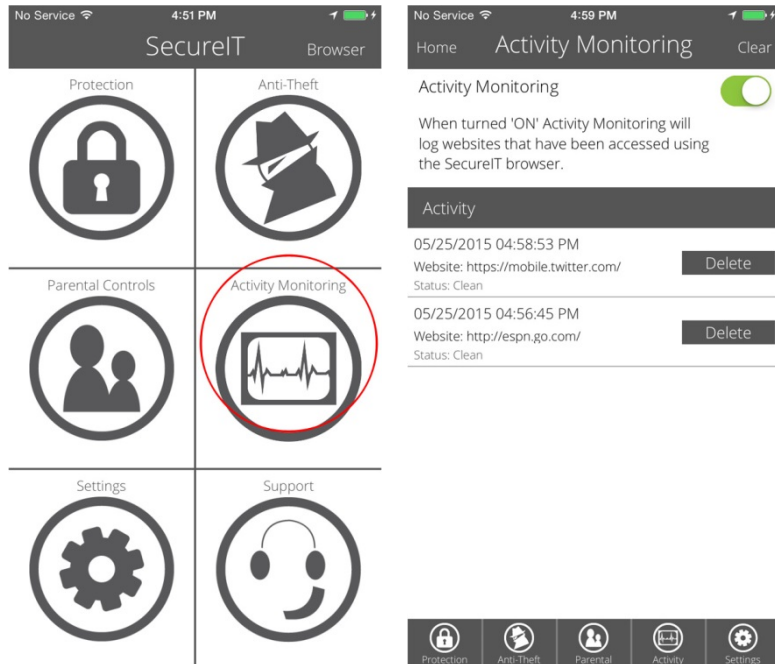 No Service 4:51 PM
SecureIT Browser
Protection Anti-Theft
Parental Controls Activity Monitoring
Settings Support
No Service 4:59 PM
Home Activity Monitoring Clear
Activity Monitoring
When turned 'ON' Activity Monitoring will
log websites that have been accessed using
the SecureIT browser.
Activity
05/25/2015 04:58:53 PM
Website: https://mobile.twitter.com/ Delete
Status: Clean
05/25/2015 04:56:45 PM
Website: http://espn.go.com/ Delete
Status: Clean
Protection Anti-Theft Parental Activity Settings